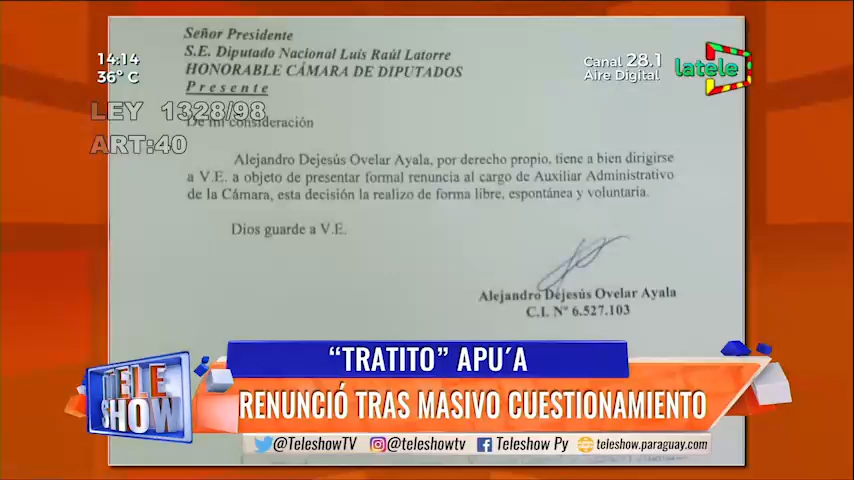 Señor Presidente
S.E. Diputado Nacional Luís Raúl Latorre
HONORABLE CÁMARA DE DIPUTADOS
Presente
De mi consideración
Alejandro Dejesús Ovelar Ayala, por derecho propio, tiene a bien dirigirse
a V.E. a objeto de presentar formal renuncia al cargo de Auxiliar Administrativo
de la Cámara, esta decisión la realizo de forma libre, espontánea y voluntaria.
Dios guarde a V.E.
Alejandro Dejesús Ovelar Ayala
C.I. Nº 6.527.103
14:14
36° C
LEY 1328/98
ART:40
Canal 28.1
Aire Digital
latele
“TRATITO” APU´A
RENUNCIÓ TRAS MASIVO CUESTIONAMIENTO
TELE
SHOW
@TeleshowTV @teleshowtv Teleshow Py teleshow.paraguay.com